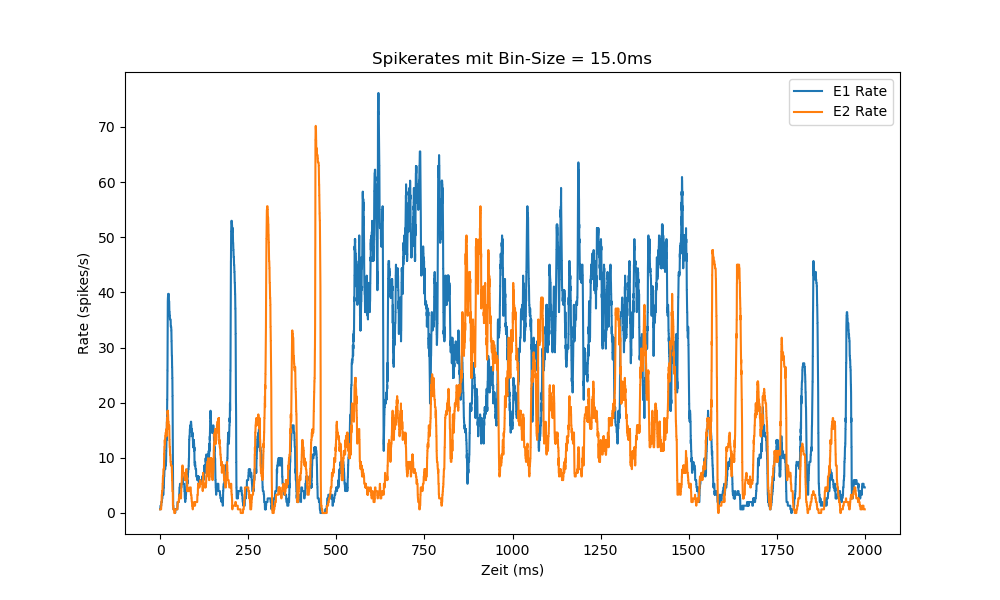 Spikerates mit Bin-Size = 15.0ms
E1 Rate
E2 Rate
Rate (spikes/s)
70
60
50
40
30
20
10
0
0 250 500 750 1000 1250 1500 1750 2000
Zeit (ms)